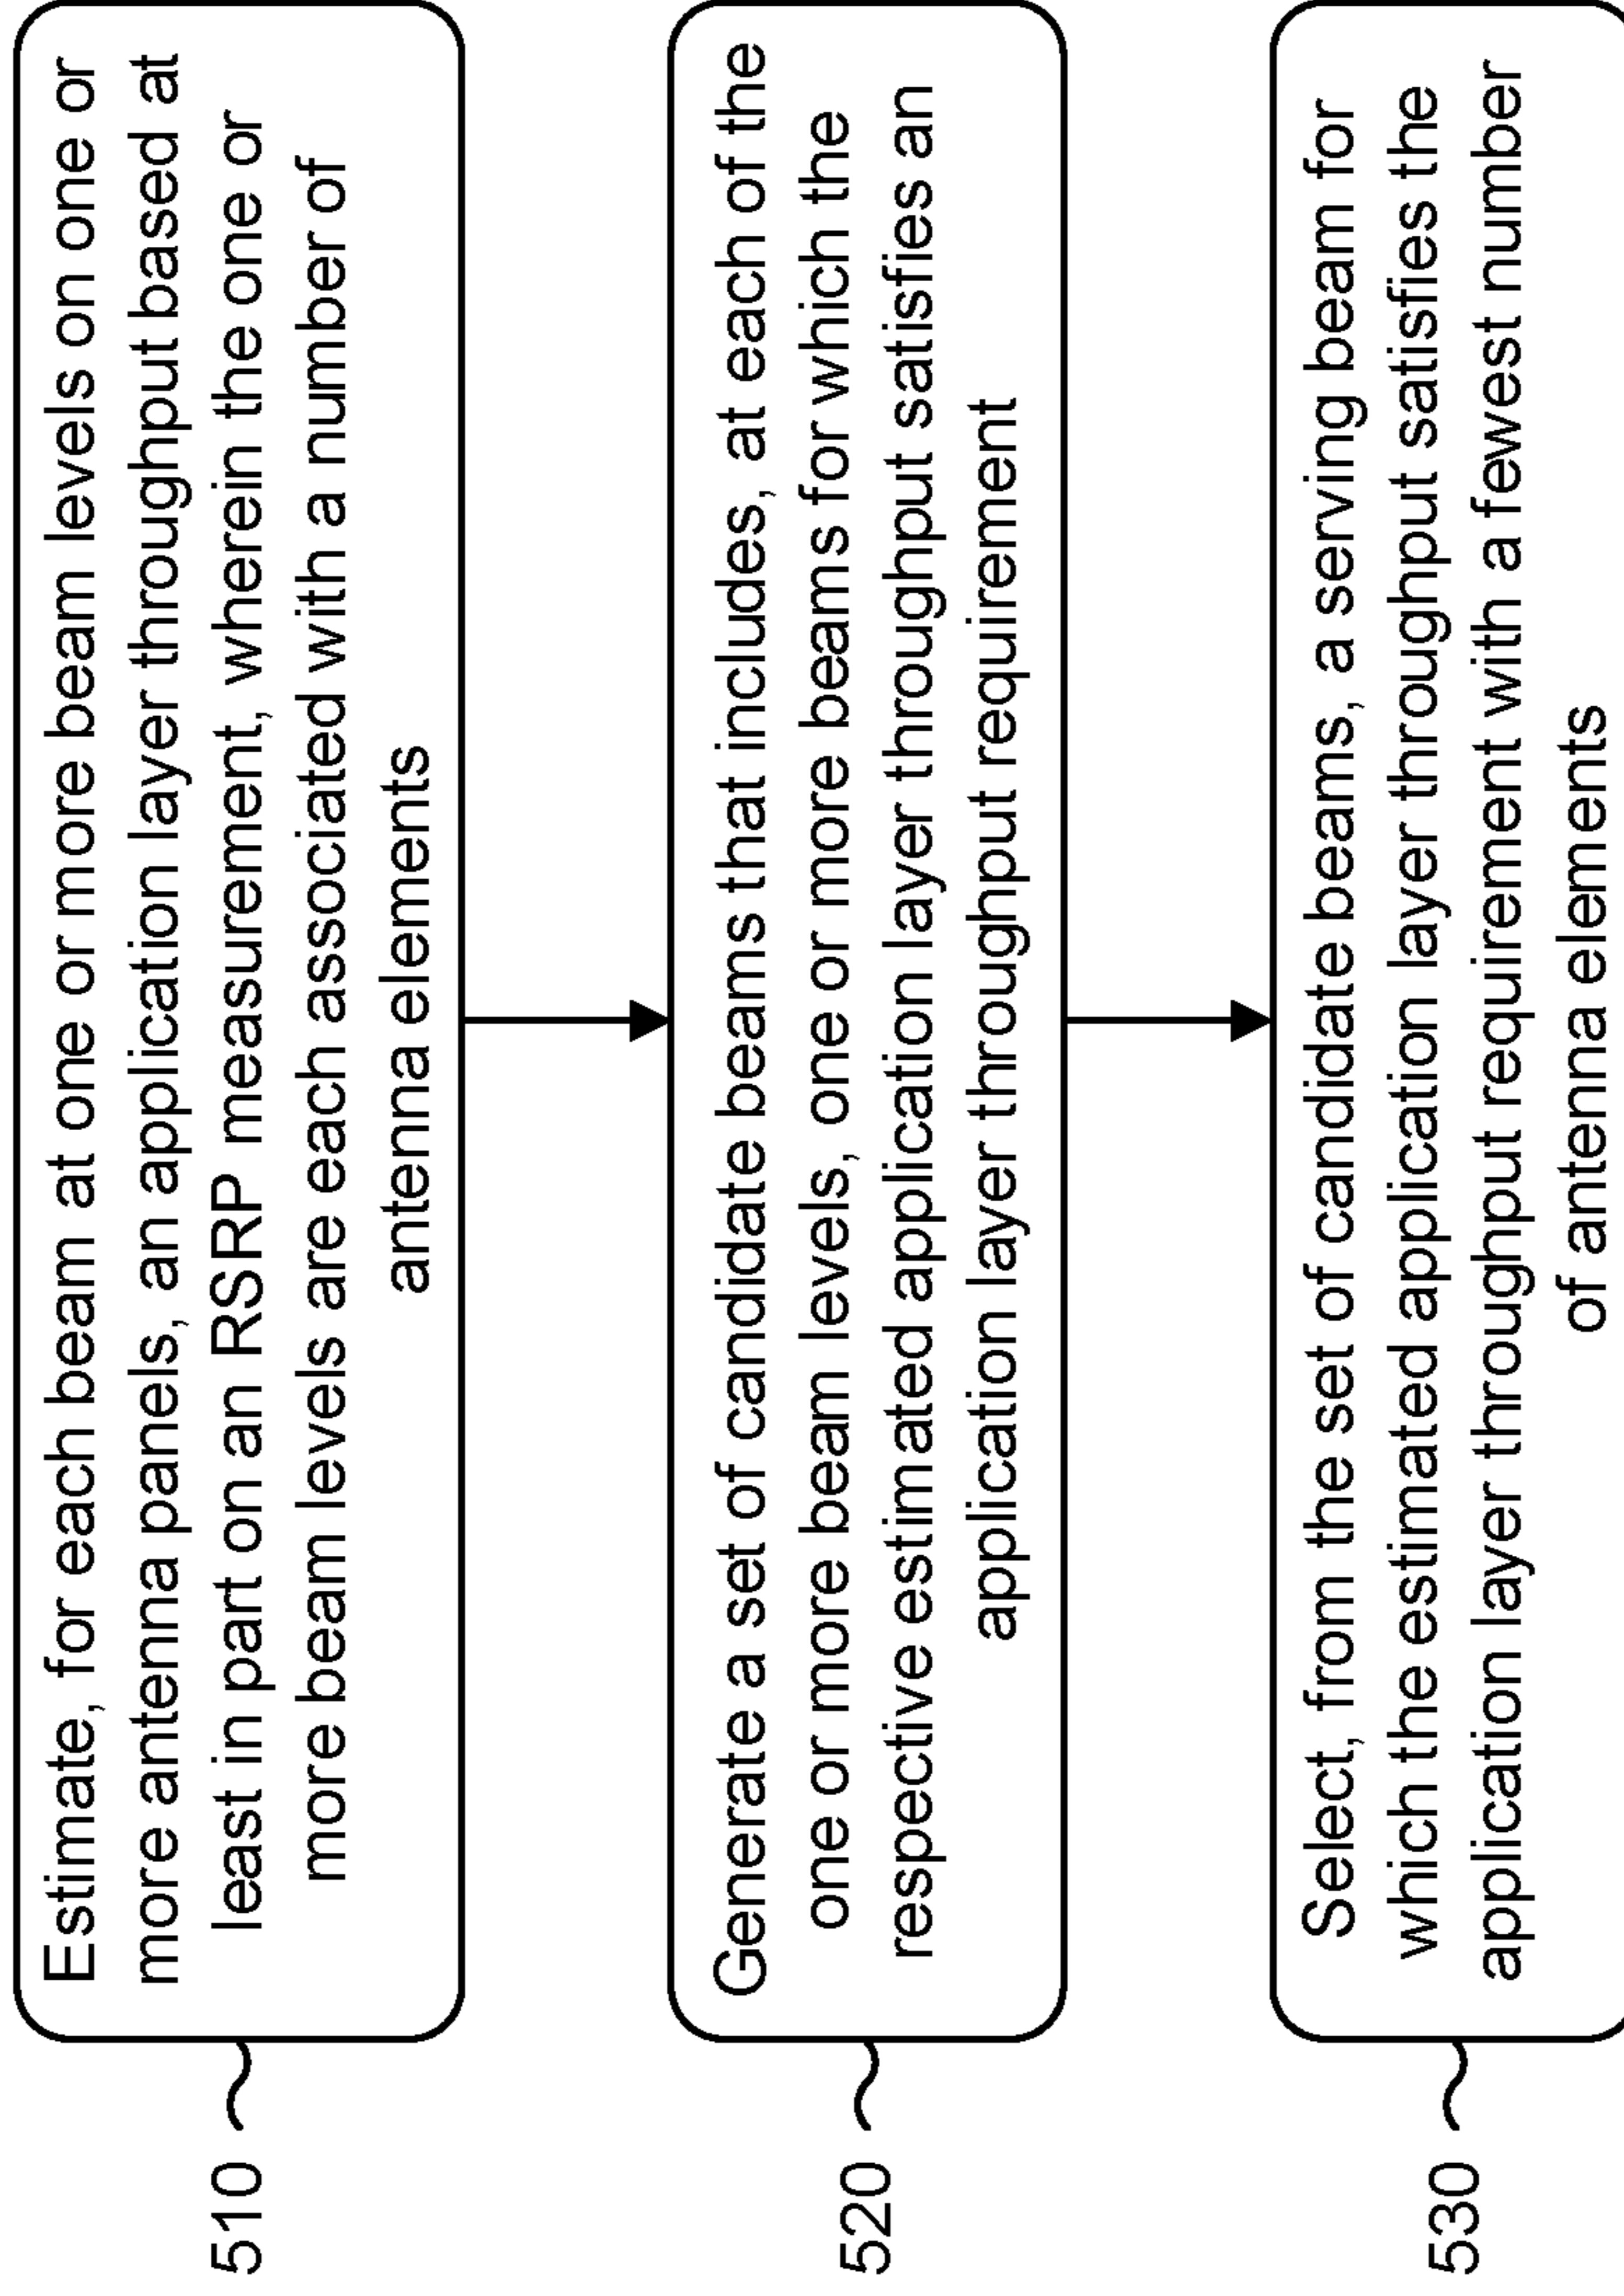 510
Estimate, for each beam at one or more beam levels on one or
more antenna panels, an application layer throughput based at
least in part on an RSRP measurement, wherein the one or
more beam levels are each associated with a number of
antenna elements
520
Generate a set of candidate beams that includes, at each of the
one or more beam levels, one or more beams for which the
respective estimated application layer throughput satisfies an
application layer throughput requirement
530
Select, from the set of candidate beams, a serving beam for
which the estimated application layer throughput satisfies the
application layer throughput requirement with a fewest number
of antenna elements